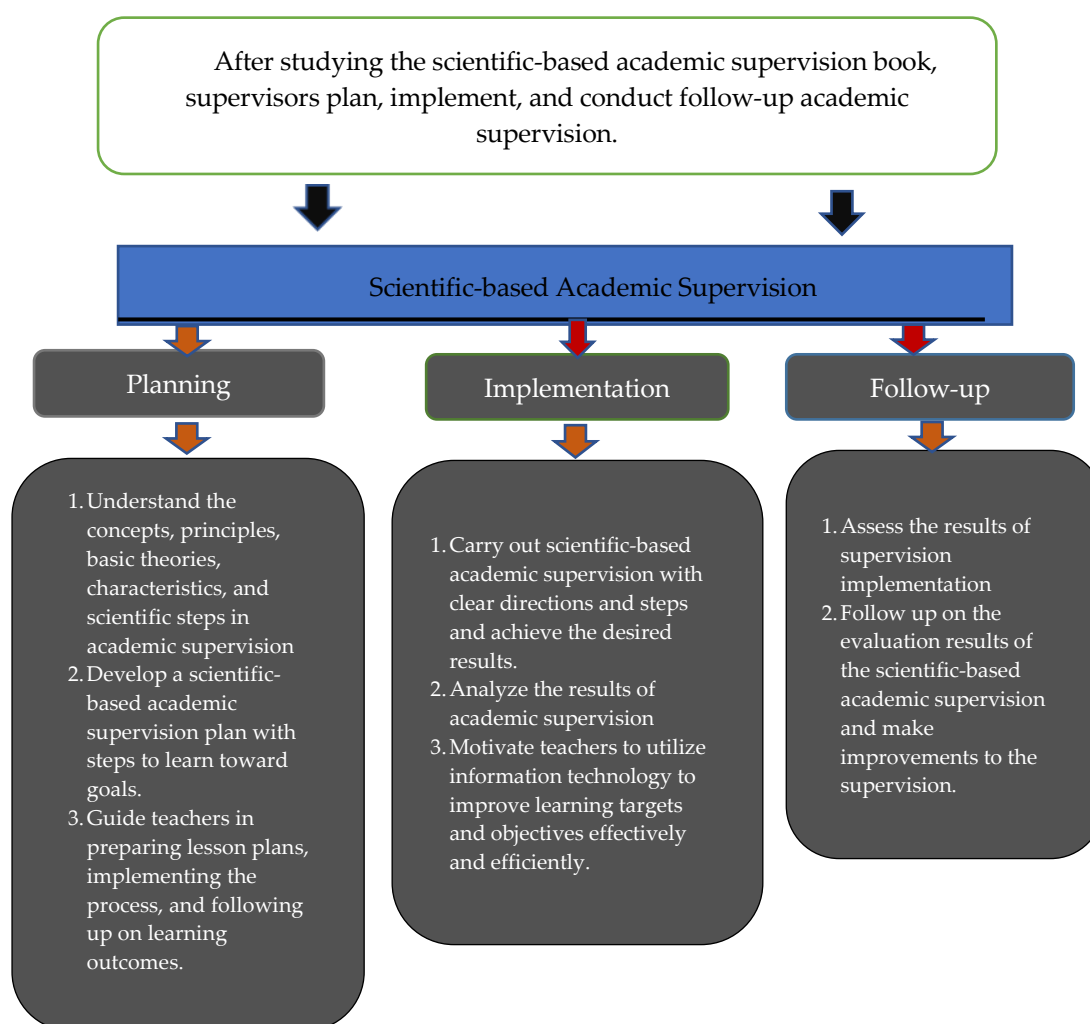 After studying the scientific-based academic supervision book,
supervisors plan, implement, and conduct follow-up academic
supervision.
Scientific-based Academic Supervision
Planning
Implementation
Follow-up
1. Understand the
concepts, principles,
basic theories,
characteristics, and
scientific steps in
academic supervision
2. Develop a scientific-
based academic
supervision plan with
steps to learn toward
goals.
3. Guide teachers in
preparing lesson plans,
implementing the
process, and following
up on learning
outcomes.
1. Carry out scientific-based
academic supervision with
clear directions and steps
and achieve the desired
results.
2. Analyze the results of
academic supervision
3. Motivate teachers to utilize
information technology to
improve learning targets
and objectives effectively
and efficiently.
1. Assess the results of
supervision
implementation
2. Follow up on the
evaluation results of
the scientific-based
academic supervision
and make
improvements to the
supervision.